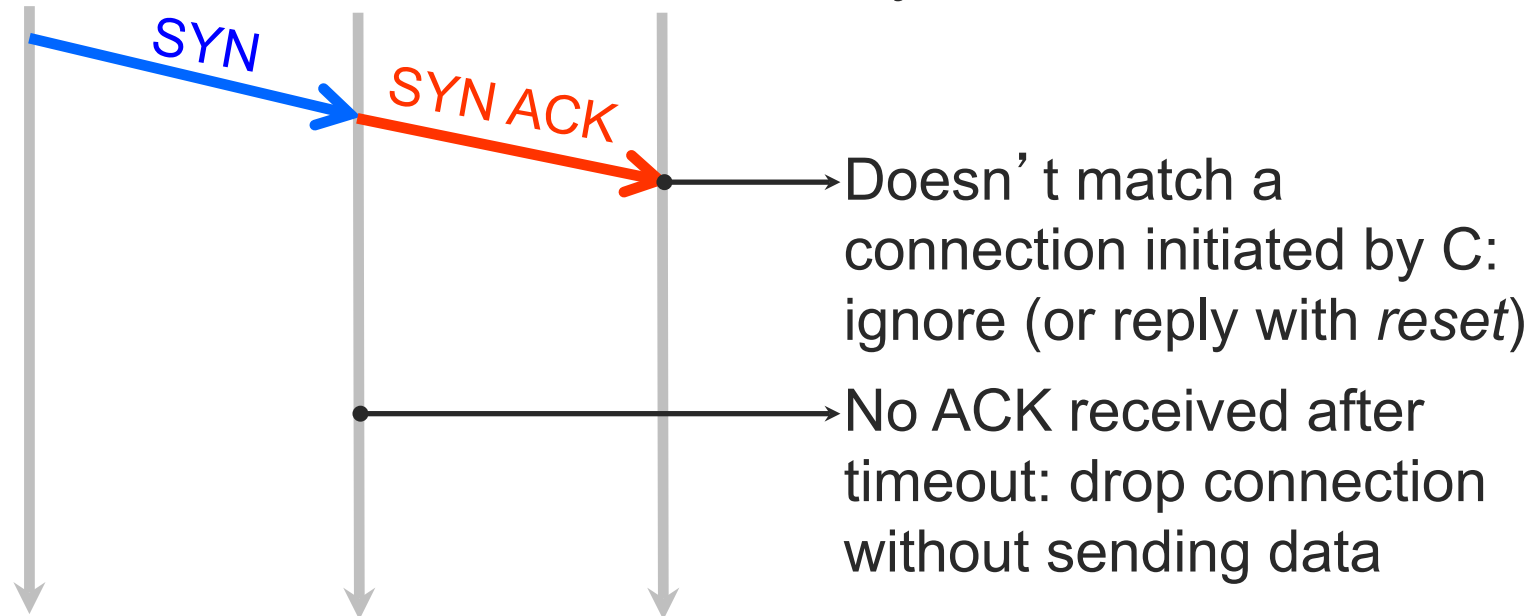 SYN
SYN ACK
Doesn’ t match a
connection initiated by C:
ignore (or reply with reset)
No ACK received after
timeout: drop connection
without sending data